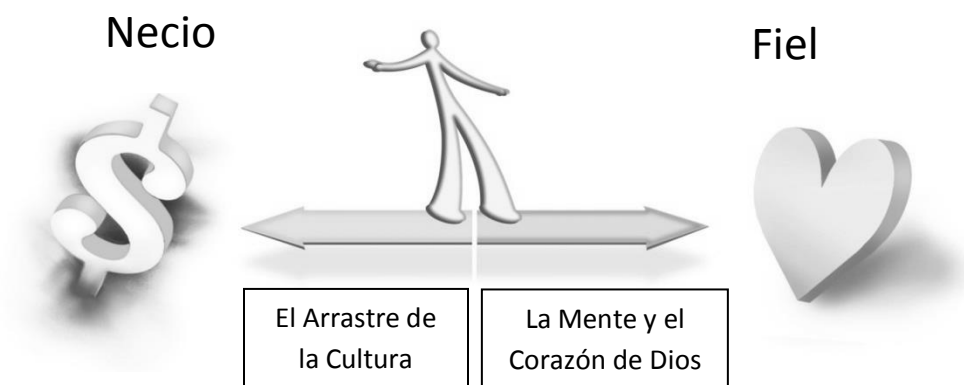 Necio
Fiel
El Arrastre de
la Cultura
La Mente y el
Corazón de Dios